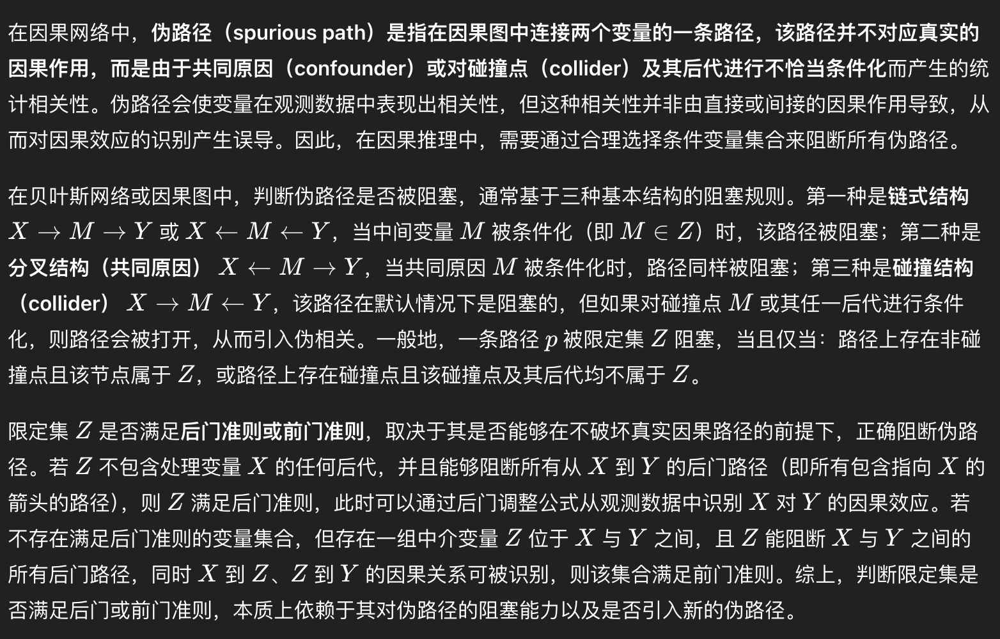 在因果网络中，伪路径（spurious path）是指在因果图中连接两个变量的一条路径，该路径并不对应真实的
因果作用，而是由于共同原因（confounder）或对碰撞点（collider）及其后代进行不恰当条件化而产生的统
计相关性。伪路径会使变量在观测数据中表现出相关性，但这种相关性并非由直接或间接的因果作用导致，从
而对因果效应的识别产生误导。因此，在因果推理中，需要通过合理选择条件变量集合来阻断所有伪路径。
在贝叶斯网络或因果图中，判断伪路径是否被阻塞，通常基于三种基本结构的阻塞规则。第一种是链式结构
X → M → Y 或 X ← M ← Y，当中间变量 M 被条件化（即 M ∈ Z）时，该路径被阻塞；第二种是
分叉结构（共同原因） X ← M → Y，当共同原因 M 被条件化时，路径同样被阻塞；第三种是碰撞结构
（collider） X → M ← Y，该路径在默认情况下是阻塞的，但如果对碰撞点 M 或其任一后代进行条件
化，则路径会被打开，从而引入伪相关。一般地，一条路径 p 被限定集 Z 阻塞，当且仅当：路径上存在非碰
撞点且该节点属于 Z，或路径上存在碰撞点且该碰撞点及其后代均不属于 Z。
限定集 Z 是否满足后门准则或前门准则，取决于其是否能够在不破坏真实因果路径的前提下，正确阻断伪路
径。若 Z 不包含处理变量 X 的任何后代，并且能够阻断所有从 X 到 Y 的后门路径（即所有包含指向 X 的
箭头的路径），则 Z 满足后门准则，此时可以通过后门调整公式从观测数据中识别 X 对 Y 的因果效应。若
不存在满足后门准则的变量集合，但存在一组中介变量 Z 位于 X 与 Y 之间，且 Z 能阻断 X 与 Y 之间的
所有后门路径，同时 X 到 Z、Z 到 Y 的因果关系可被识别，则该集合满足前门准则。综上，判断限定集是
否满足后门或前门准则，本质上依赖于其对伪路径的阻塞能力以及是否引入新的伪路径。